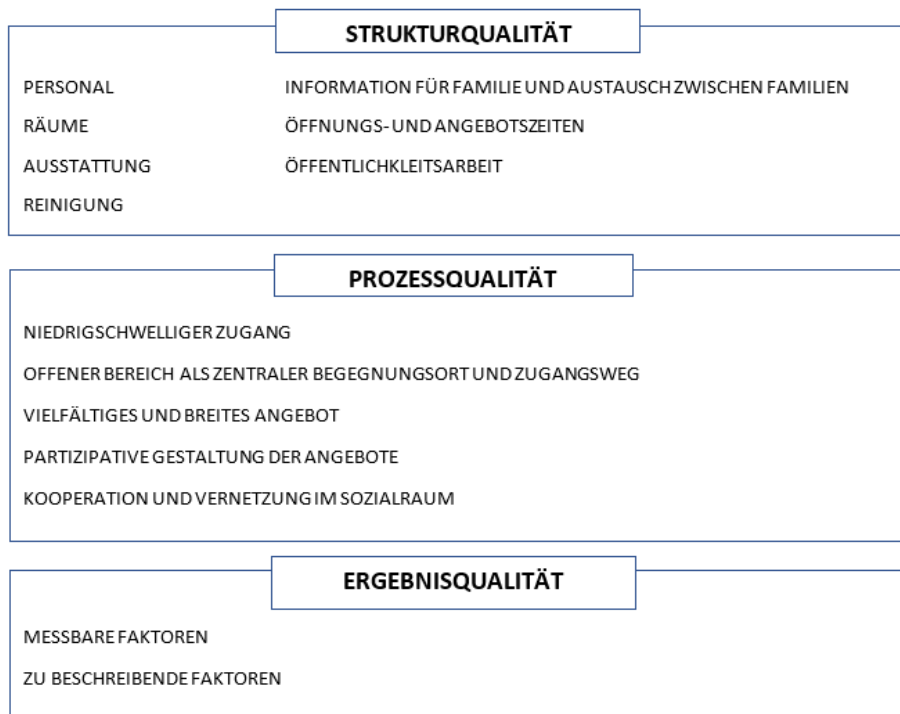 STRUKTURQUALITÄT
PERSONAL INFORMATION FÜR FAMILIE UND AUSTAUSCH ZWISCHEN FAMILIEN
RÄUME ÖFFNUNGS- UND ANGEBOTSZEITEN
AUSSTATTUNG ÖFFENTLICHKLEITSARBEIT
REINIGUNG
PROZESSQUALITÄT
NIEDRIGSCHWELLIGER ZUGANG
OFFENER BEREICH ALS ZENTRALER BEGEGNUNGSORT UND ZUGANGSWEG
VIELFÄLTIGES UND BREITES ANGEBOT
PARTIZIPATIVE GESTALTUNG DER ANGEBOTE
KOOPERATION UND VERNETZUNG IM SOZIALRAUM
ERGEBNISQUALITÄT
MESSBARE FAKTOREN
ZU BESCHREIBENDE FAKTOREN